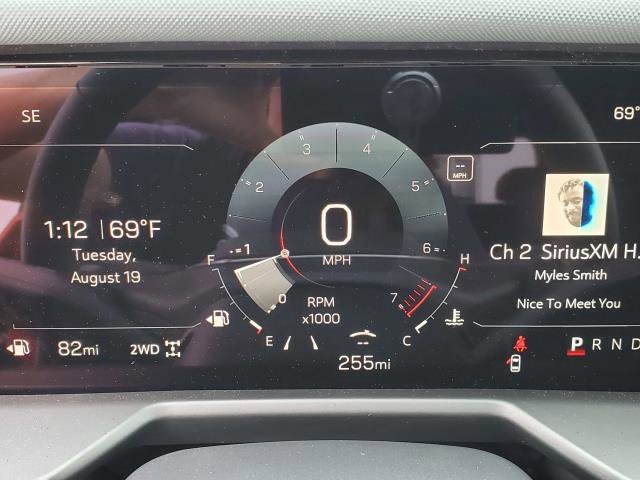 SE
69°
1:12 | 69°F
Tuesday,
August 19
82mi
2WD
0
1
2
3
4
5
6
7
0
MPH
RPM
x1000
F
E
H
C
--
MPH
255mi
Ch 2 SiriusXM H.
Myles Smith
Nice To Meet You
P R N D